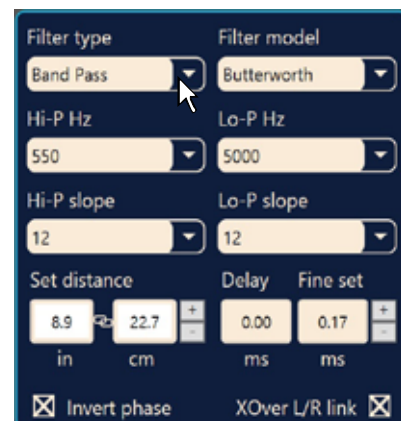 Filter type Filter model
Band Pass Butterworth
Hi-P Hz Lo-P Hz
550 5000
Hi-P slope Lo-P slope
12 12
Set distance Delay Fine set
8.9 22.7 + - 0.00 0.17 + -
in cm ms ms
Invert phase XOver L/R link